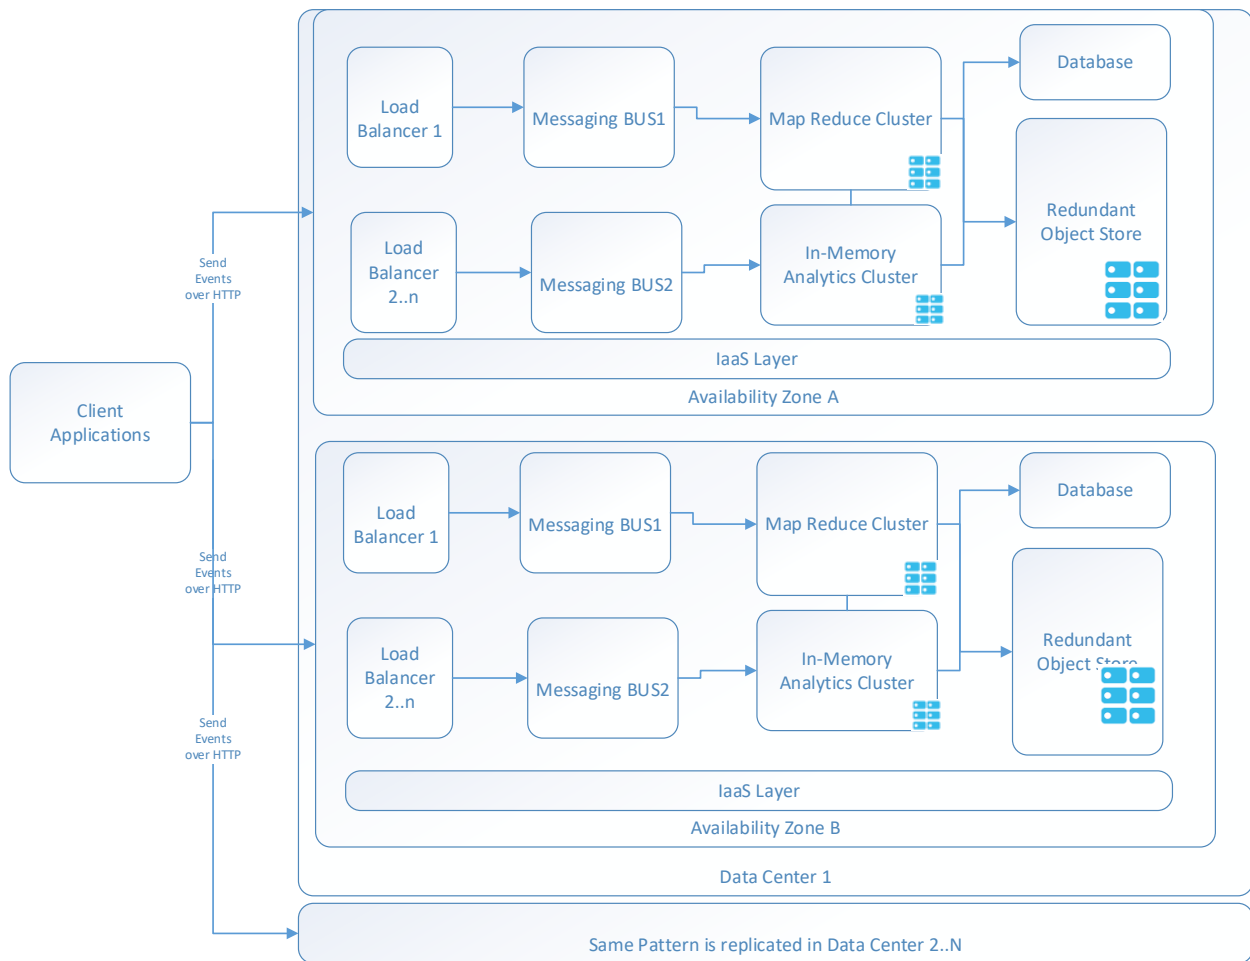 Load
Balancer 1
Messaging BUS1
Map Reduce Cluster
Database
Load
Balancer
2..n
Messaging BUS2
In-Memory
Analytics Cluster
Redundant
Object Store
IaaS Layer
Availability Zone A
Send
Events
over HTTP
Client
Applications
Load
Balancer 1
Messaging BUS1
Map Reduce Cluster
Database
Send
Events
over HTTP
Load
Balancer
2..n
Messaging BUS2
In-Memory
Analytics Cluster
Redundant
Object Store
Send
Events
over HTTP
IaaS Layer
Availability Zone B
Data Center 1
Same Pattern is replicated in Data Center 2..N